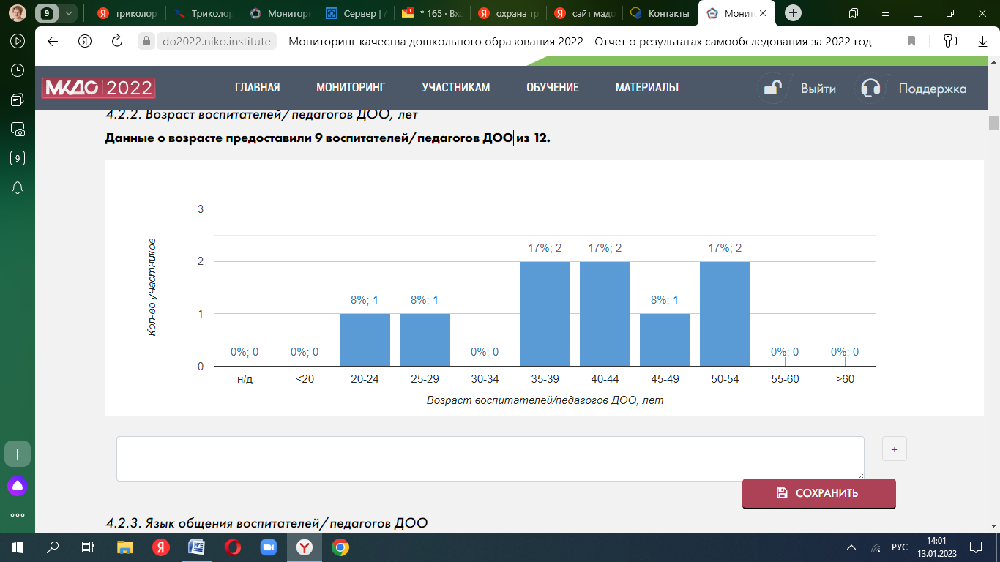 9
триколор
Триколор
Монитори
Сервер | А
* 165 · Вхо
охрана тр
сайт мадо
Контакты
Монито
do2022.niko.institute
Мониторинг качества дошкольного образования 2022 - Отчет о результатах самообследования за 2022 год
МКДО 2022
ГЛАВНАЯ
МОНИТОРИНГ
УЧАСТНИКАМ
ОБУЧЕНИЕ
МАТЕРИАЛЫ
Выйти
Поддержка
4.2.2. Возраст воспитателей/педагогов ДОО, лет
Данные о возрасте предоставили 9 воспитателей/педагогов ДОО из 12.
9
Кол-во участников
3
2
1
0
0%; 0
0%; 0
8%; 1
8%; 1
0%; 0
17%; 2
17%; 2
8%; 1
17%; 2
0%; 0
0%; 0
н/д
<20
20-24
25-29
30-34
35-39
40-44
45-49
50-54
55-60
>60
Возраст воспитателей/педагогов ДОО, лет
+
СОХРАНИТЬ
4.2.3. Язык общения воспитателей/педагогов ДОО
РУС
14:01
13.01.2023